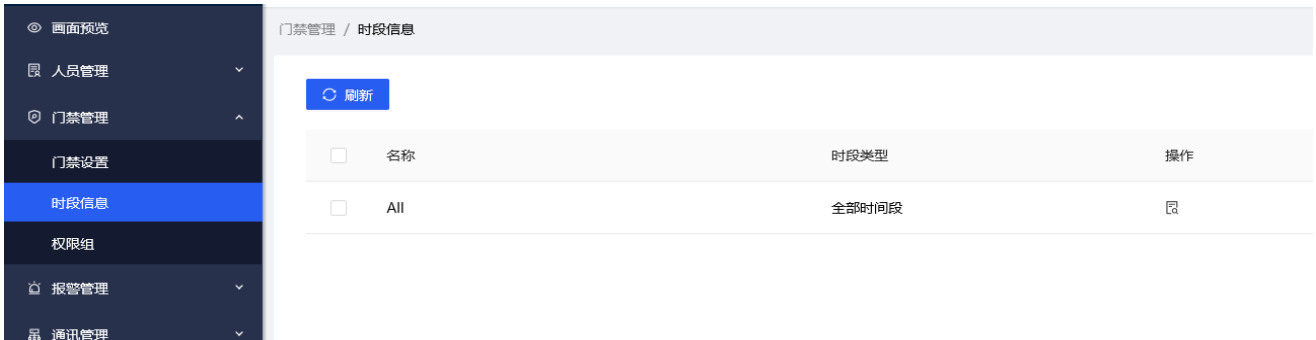 画面预览
人员管理
门禁管理
门禁设置
时段信息
权限组
报警管理
通讯管理
门禁管理 / 时段信息
刷新
名称 时段类型 操作
All 全部时间段